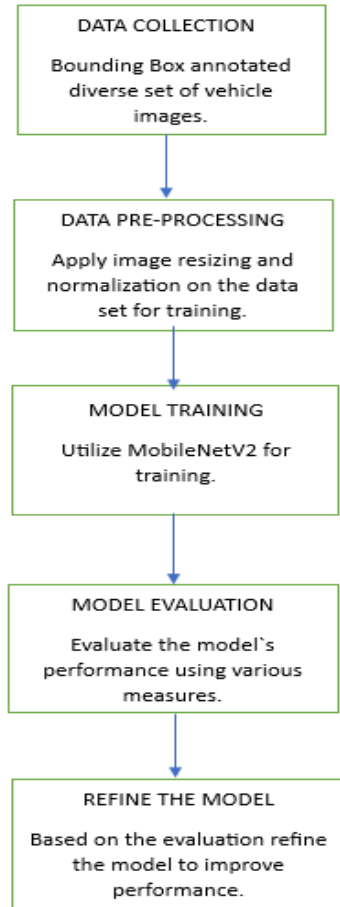 DATA COLLECTION
Bounding Box annotated
diverse set of vehicle
images.
DATA PRE-PROCESSING
Apply image resizing and
normalization on the data
set for training.
MODEL TRAINING
Utilize MobileNetV2 for
training.
MODEL EVALUATION
Evaluate the model`s
performance using various
measures.
REFINE THE MODEL
Based on the evaluation refine
the model to improve
performance.